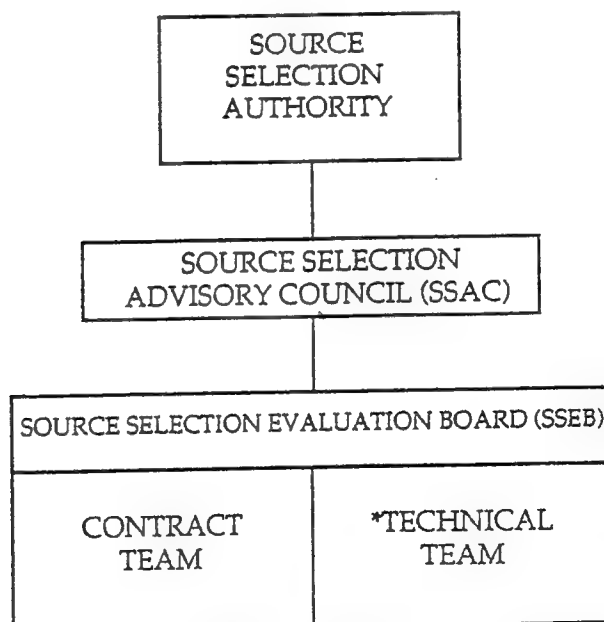 SOURCE
SELECTION
AUTHORITY
SOURCE SELECTION
ADVISORY COUNCIL (SSAC)
SOURCE SELECTION EVALUATION BOARD (SSEB)
CONTRACT
TEAM
*TECHNICAL
TEAM